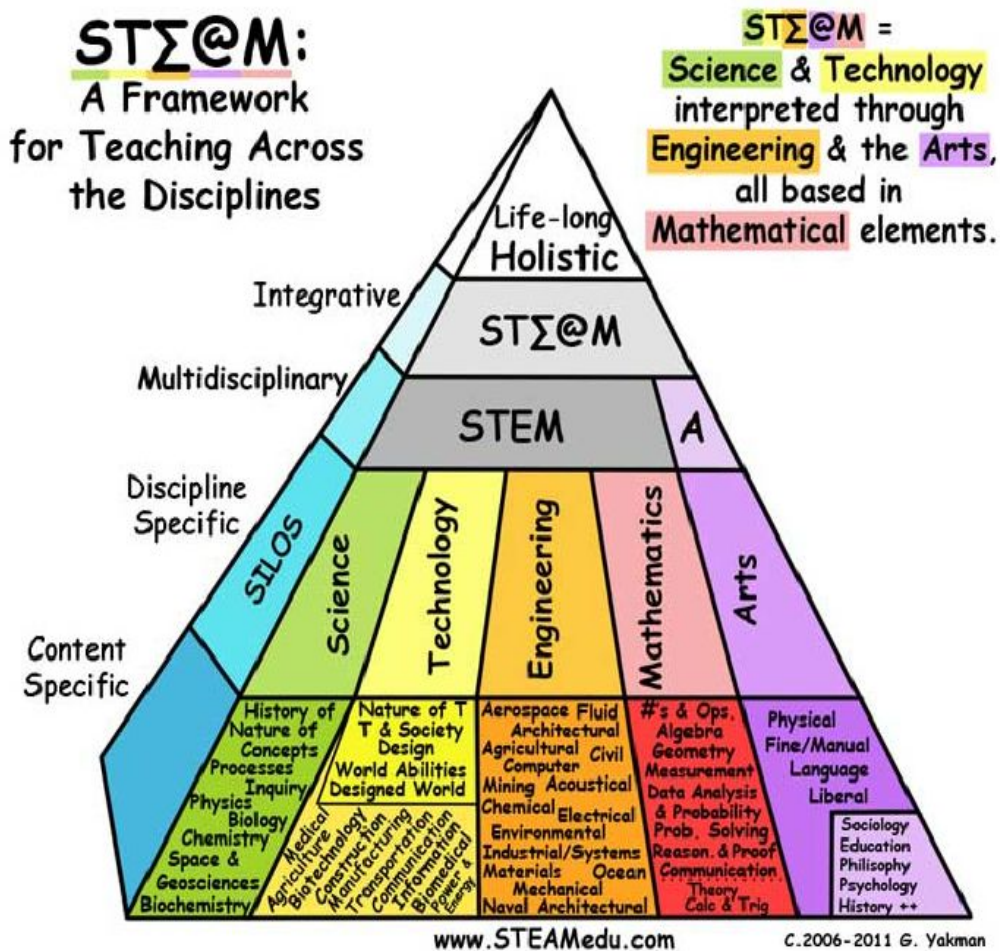 STΣ@M:
A Framework
for Teaching Across
the Disciplines
STΣ@M =
Science & Technology
interpreted through
Engineering & the Arts,
all based in
Mathematical elements.
Life-long
Holistic
Integrative
STΣ@M
Multidisciplinary
STEM
A
Discipline
Specific
SILOS
Science
Technology
Engineering
Mathematics
Arts
Content
Specific
History of
Nature of
Concepts
Processes
Inquiry
Physics
Biology
Chemistry
Space &
Geosciences
Biochemistry
Nature of T
T & Society
Design
World Abilities
Designed World
Medical
Agriculture
Biotechnology
Construction
Manufacturing
Transportation
Communication
Information
Biomedical
Power &
Energy
Aerospace Fluid
Architectural
Agricultural Civil
Computer
Mining Acoustical
Chemical Electrical
Environmental
Industrial/Systems
Materials Ocean
Mechanical
Naval Architectural
#'s & Ops,
Algebra
Geometry
Measurement
Data Analysis
& Probability
Prob. Solving
Reason. & Proof
Communication
Theory
Calc & Trig
Physical
Fine/Manual
Language
Liberal
Sociology
Education
Philisophy
Psychology
History ++
www.STEAMedu.com
C.2006-2011 G. Yakman